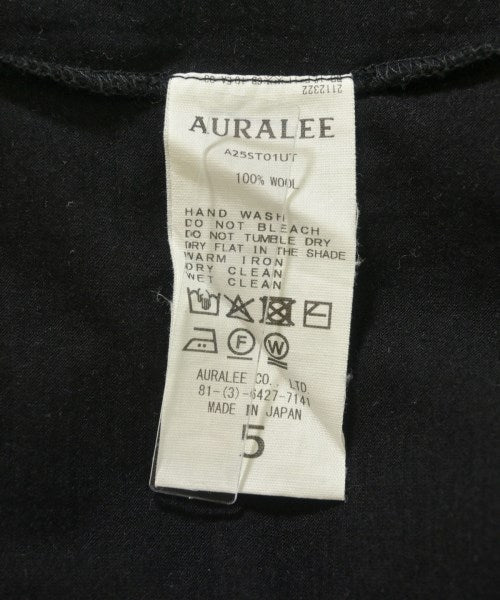 2112322
AURALEE
A25ST01UT
100% WOOL
HAND WASH
DO NOT BLEACH
DO NOT TUMBLE DRY
DRY FLAT IN THE SHADE
WARM IRON
DRY CLEAN
WET CLEAN
F
W
AURALEE CO., LTD.
81-(3)-6427-7141
MADE IN JAPAN
5